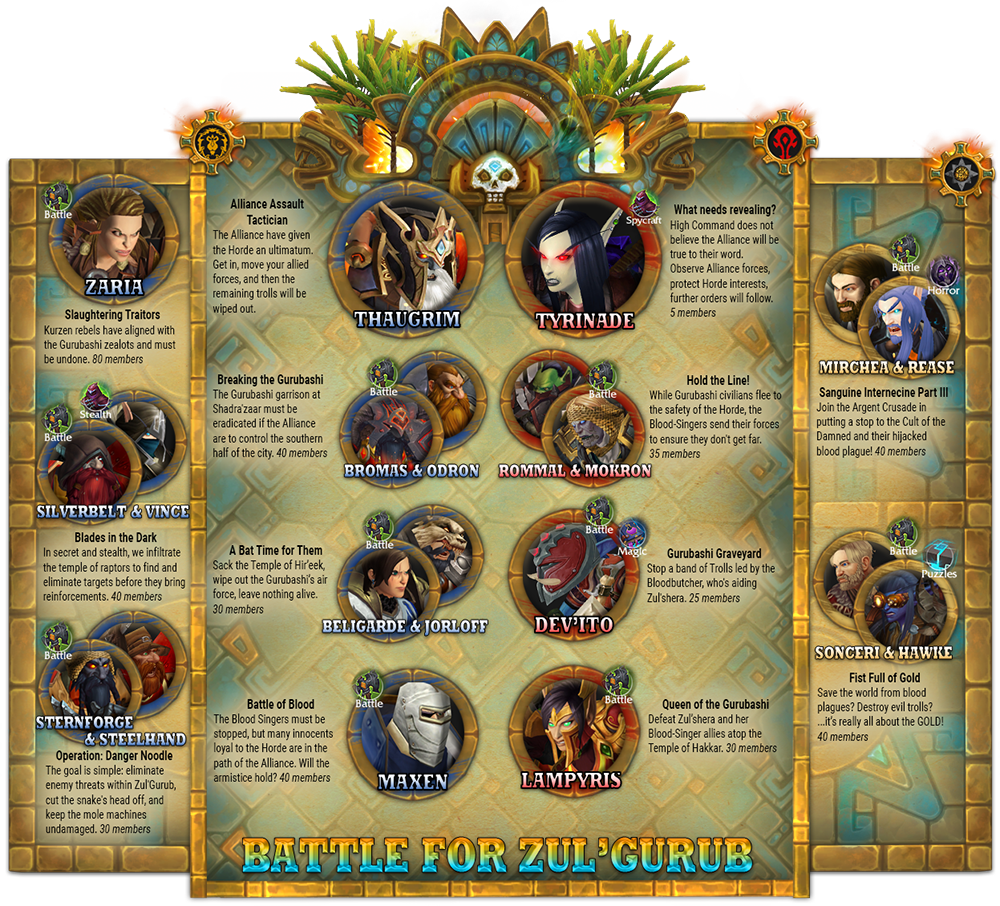 Battle
ZARIA
Slaughtering Traitors
Kurzen rebels have aligned with
the Gurubashi zealots and must
be undone. 80 members
Stealth
Battle
SILVERBELT & VINCE
Blades in the Dark
In secret and stealth, we infiltrate
the temple of raptors to find and
eliminate targets before they bring
reinforcements. 40 members
Battle
STERNFORGE
& STEELHAND
Operation: Danger Noodle
The goal is simple: eliminate
enemy threats within Zul'Gurub,
cut the snake's head off, and
keep the mole machines
undamaged. 30 members
Alliance Assault
Tactician
The Alliance have given
the Horde an ultimatum.
Get in, move your allied
forces, and then the
remaining trolls will be
wiped out.
THAUGRIM
Breaking the Gurubashi
The Gurubashi garrison at
Shadra'zaar must be
eradicated if the Alliance
are to control the southern
half of the city. 40 members
Battle
BROMAS & ODRON
A Bat Time for Them
Sack the Temple of Hir'eek,
wipe out the Gurubashi's air
force, leave nothing alive.
30 members
Battle
BELIGARDE & JORLOFF
Battle of Blood
The Blood Singers must be
stopped, but many innocents
loyal to the Horde are in the
path of the Alliance. Will the
armistice hold? 40 members
Battle
MAXEN
Spycraft
TYRINADE
What needs revealing?
High Command does not
believe the Alliance will be
true to their word.
Observe Alliance forces,
protect Horde interests,
further orders will follow.
5 members
Battle
ROMMAL & MOKRON
Hold the Line!
While Gurubashi civilians flee to
the safety of the Horde, the
Blood-Singers send their forces
to ensure they don't get far.
35 members
Battle
Magic
DEV'ITO
Gurubashi Graveyard
Stop a band of Trolls led by the
Bloodbutcher, who's aiding
Zul'shera. 25 members
Battle
LAMPYRIS
Queen of the Gurubashi
Defeat Zul'shera and her
Blood-Singer allies atop the
Temple of Hakkar. 30 members
Battle
Horror
MIRCHEA & REASE
Sanguine Internecine Part III
Join the Argent Crusade in
putting a stop to the Cult of the
Damned and their hijacked
blood plague! 40 members
Battle
Puzzles
SONCERI & HAWKE
Fist Full of Gold
Save the world from blood
plagues? Destroy evil trolls?
...it's really all about the GOLD!
40 members
BATTLE FOR ZUL'GURUB